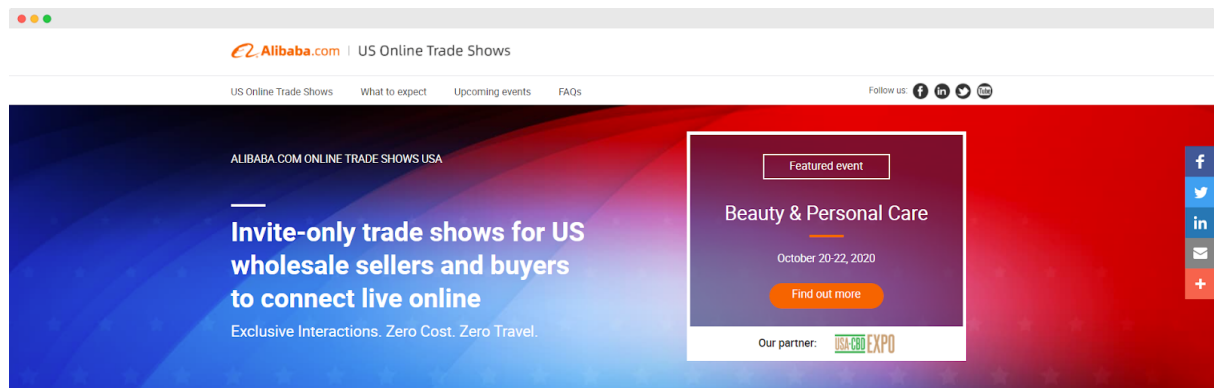 Alibaba.com | US Online Trade Shows
US Online Trade Shows What to expect Upcoming events FAQs
Follow us: f in Tube
ALIBABA.COM ONLINE TRADE SHOWS USA
Invite-only trade shows for US
wholesale sellers and buyers
to connect live online
Exclusive Interactions. Zero Cost. Zero Travel.
Featured event
Beauty & Personal Care
October 20-22, 2020
Find out more
Our partner: USA-CBD EXPO
f
in